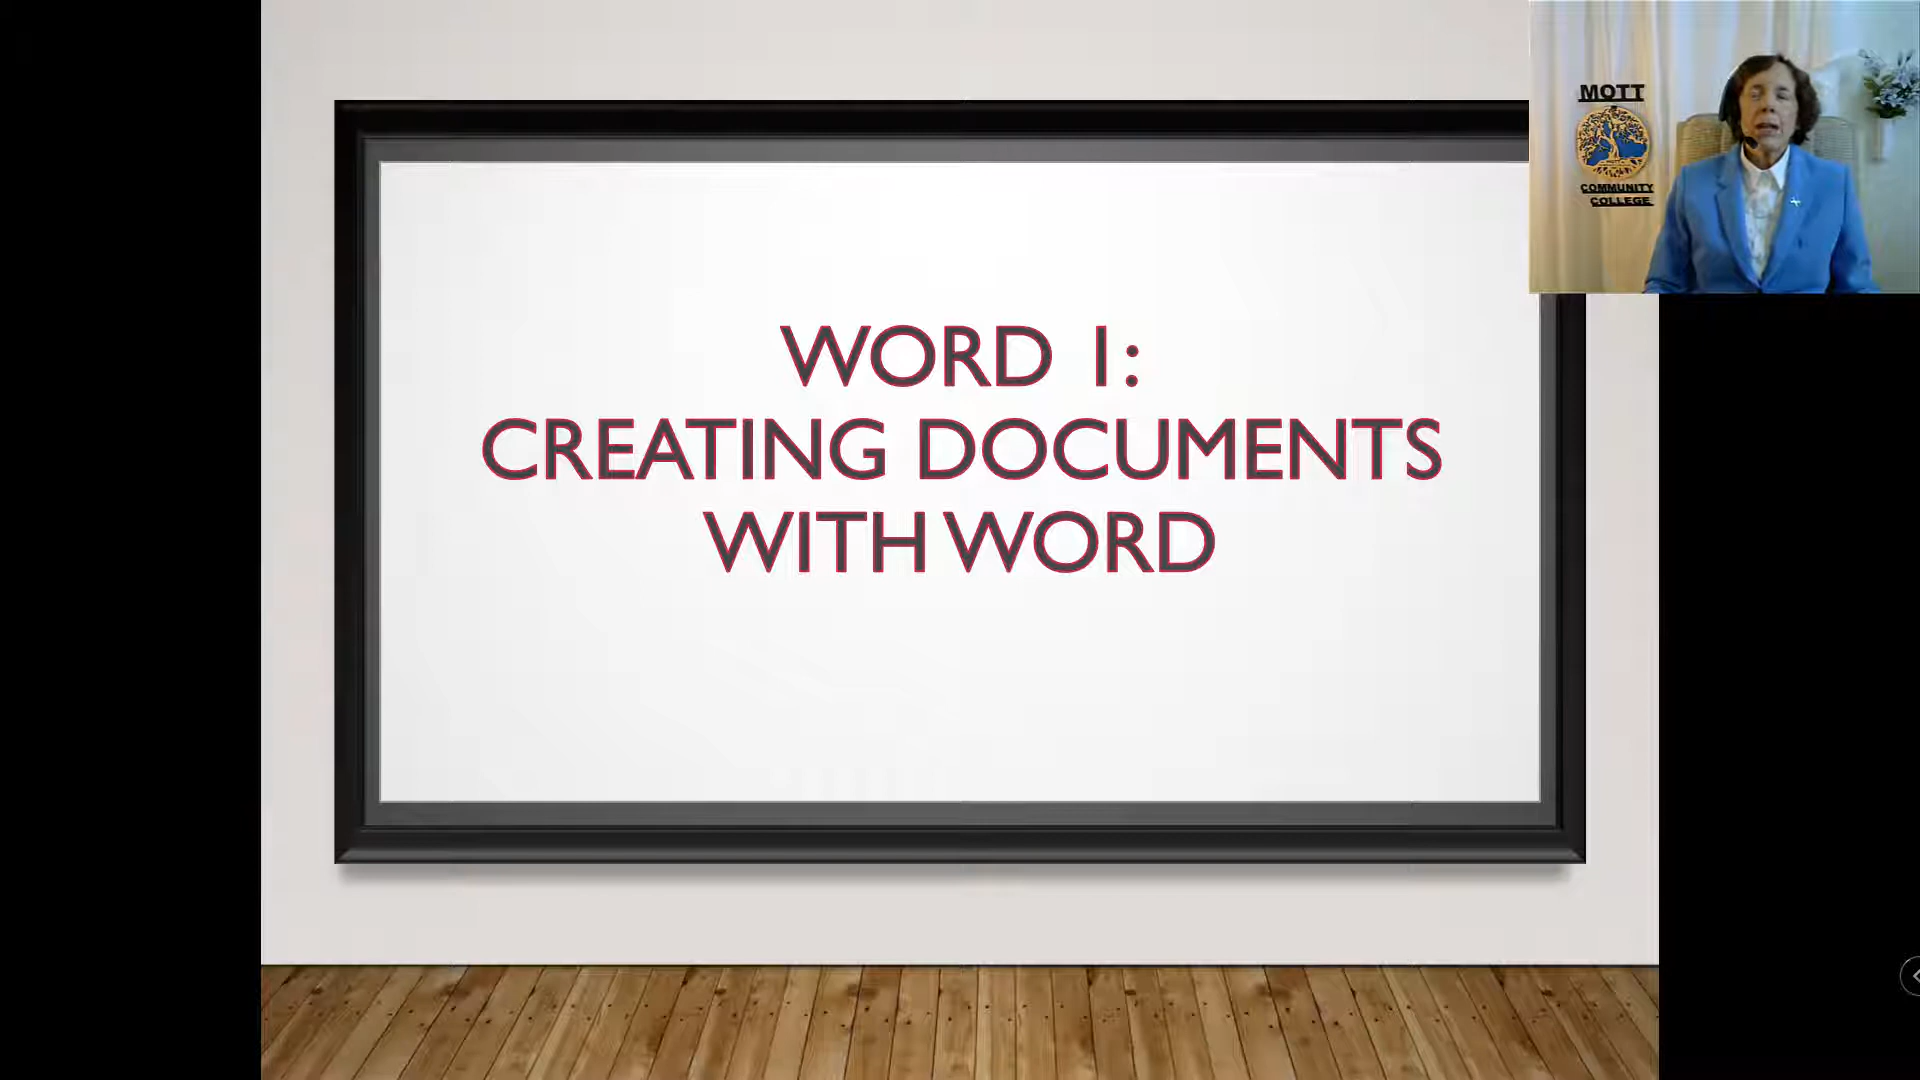 MOTT
COMMUNITY
COLLEGE
WORD 1:
CREATING DOCUMENTS
WITH WORD